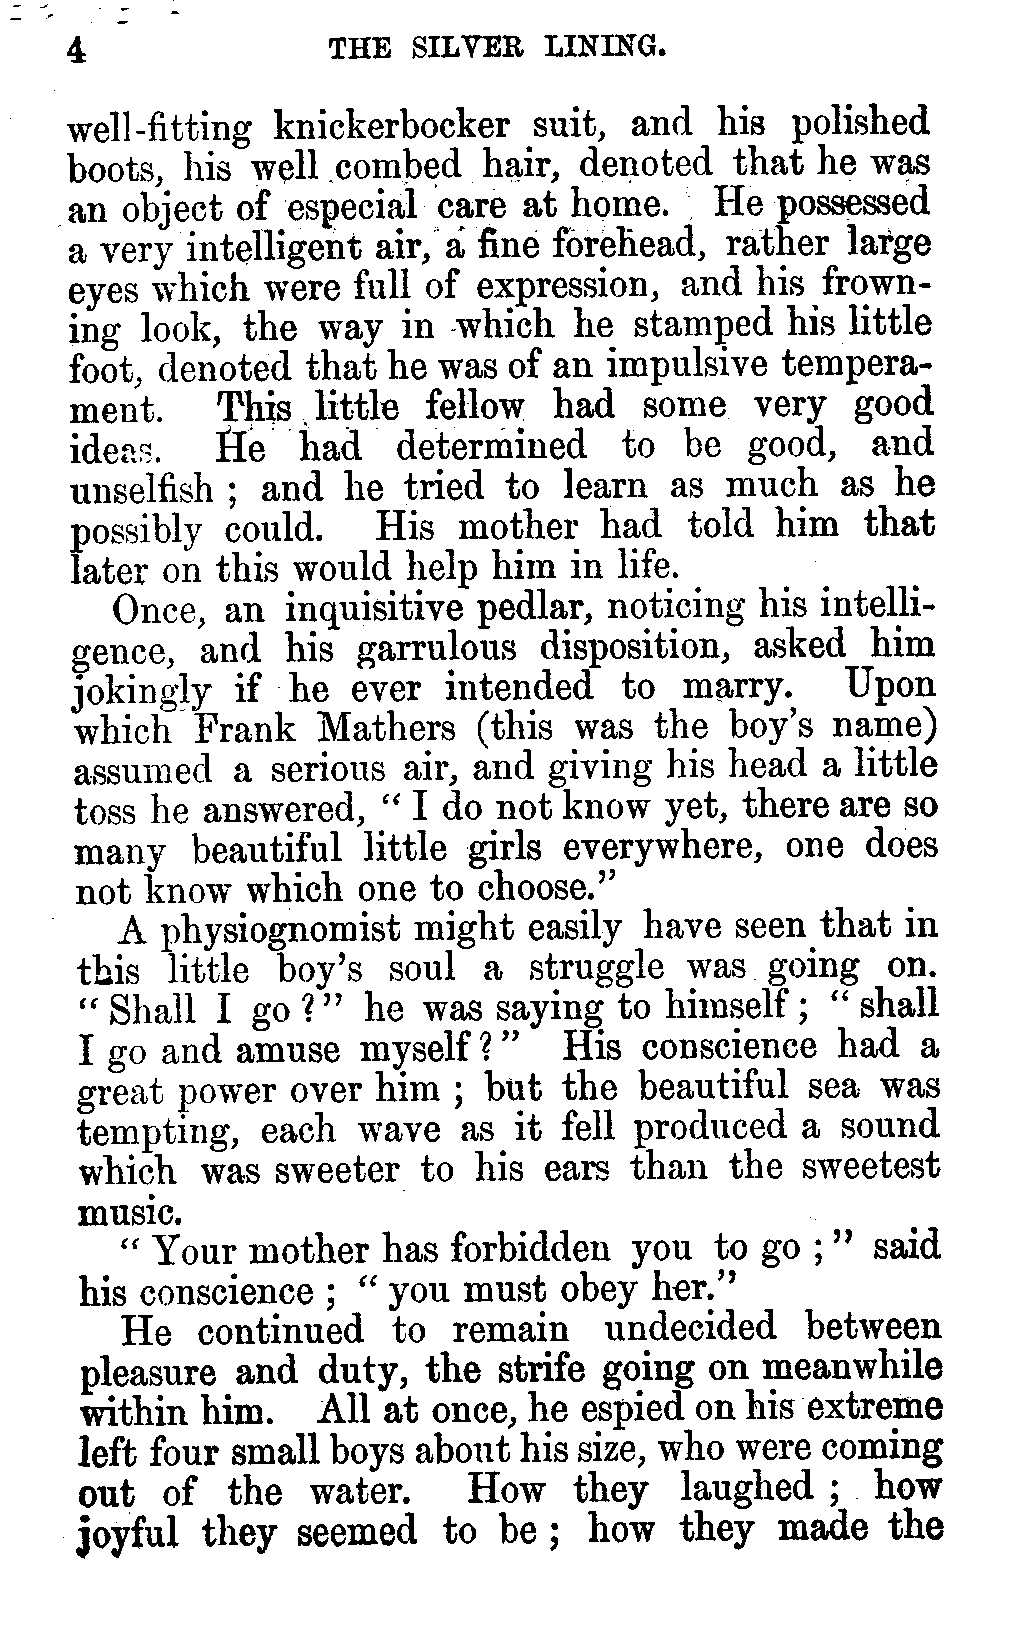 4 THE SILVER LINING.
well-fitting knickerbocker suit, and his polished
boots, his well combed hair, denoted that he was
an object of especial care at home. He possessed
a very intelligent air, a fine forehead, rather large
eyes which were full of expression, and his frown-
ing look, the way in which he stamped his little
foot, denoted that he was of an impulsive tempera-
ment. This little fellow had some very good
ideas. He had determined to be good, and
unselfish ; and he tried to learn as much as he
possibly could. His mother had told him that
later on this would help him in life.
Once, an inquisitive pedlar, noticing his intelli-
gence, and his garrulous disposition, asked him
jokingly if he ever intended to marry. Upon
which Frank Mathers (this was the boy's name)
assumed a serious air, and giving his head a little
toss he answered, “ I do not know yet, there are so
many beautiful little girls everywhere, one does
not know which one to choose.”
A physiognomist might easily have seen that in
this little boy's soul a struggle was going on.
“ Shall I go ? ” he was saying to himself ; “ shall
I go and amuse myself ? ” His conscience had a
great power over him ; but the beautiful sea was
tempting, each wave as it fell produced a sound
which was sweeter to his ears than the sweetest
music.
“ Your mother has forbidden you to go ; ” said
his conscience ; “ you must obey her.”
He continued to remain undecided between
pleasure and duty, the strife going on meanwhile
within him. All at once, he espied on his extreme
left four small boys about his size, who were coming
out of the water. How they laughed ; how
joyful they seemed to be ; how they made the